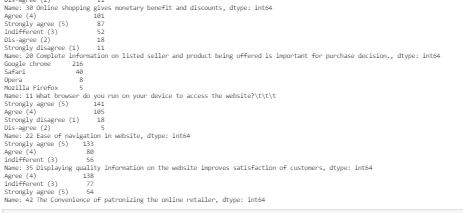 Dis-agree (2) 11
Name: 30 Online shopping gives monetary benefit and discounts, dtype: int64
Agree (4) 101
Strongly agree (5) 87
indifferent (3) 52
Dis-agree (2) 18
Strongly disagree (1) 11
Name: 20 Complete information on listed seller and product being offered is important for purchase decision., dtype: int64
Google chrome 216
Safari 40
Opera 8
Mozilla Firefox 5
Name: 11 What browser do you run on your device to access the website?\t\t\t
Strongly agree (5) 141
Agree (4) 105
Strongly disagree (1) 18
Dis-agree (2) 5
Name: 22 Ease of navigation in website, dtype: int64
Strongly agree (5) 133
Agree (4) 80
indifferent (3) 56
Name: 35 Displaying quality information on the website improves satisfaction of customers, dtype: int64
Agree (4) 138
indifferent (3) 77
Strongly agree (5) 54
Name: 42 The Convenience of patronizing the online retailer, dtype: int64